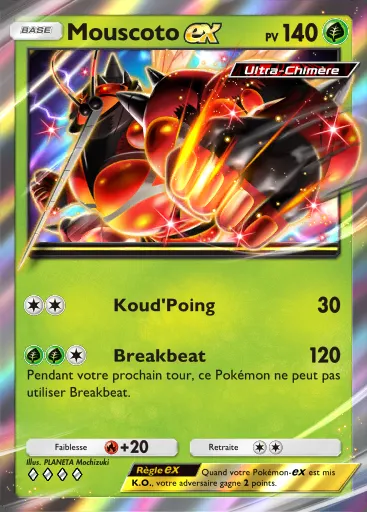 BASE Mouscoto ex PV 140
Ultra-Chimère
Koud'Poing 30
Breakbeat 120
Pendant votre prochain tour, ce Pokémon ne peut pas
utiliser Breakbeat.
Faiblesse +20 Retraite
Illus. PLANETA Mochizuki
Règle ex Quand votre Pokémon-ex est mis
K.O., votre adversaire gagne 2 points.